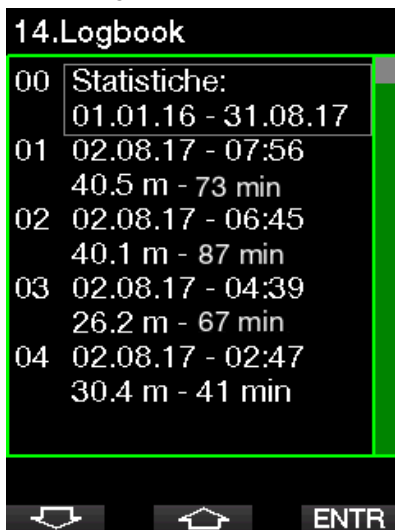 14.Logbook
00 Statistiche:
01.01.16 - 31.08.17
01 02.08.17 - 07:56
40.5 m - 73 min
02 02.08.17 - 06:45
40.1 m - 87 min
03 02.08.17 - 04:39
26.2 m - 67 min
04 02.08.17 - 02:47
30.4 m - 41 min
ENTR